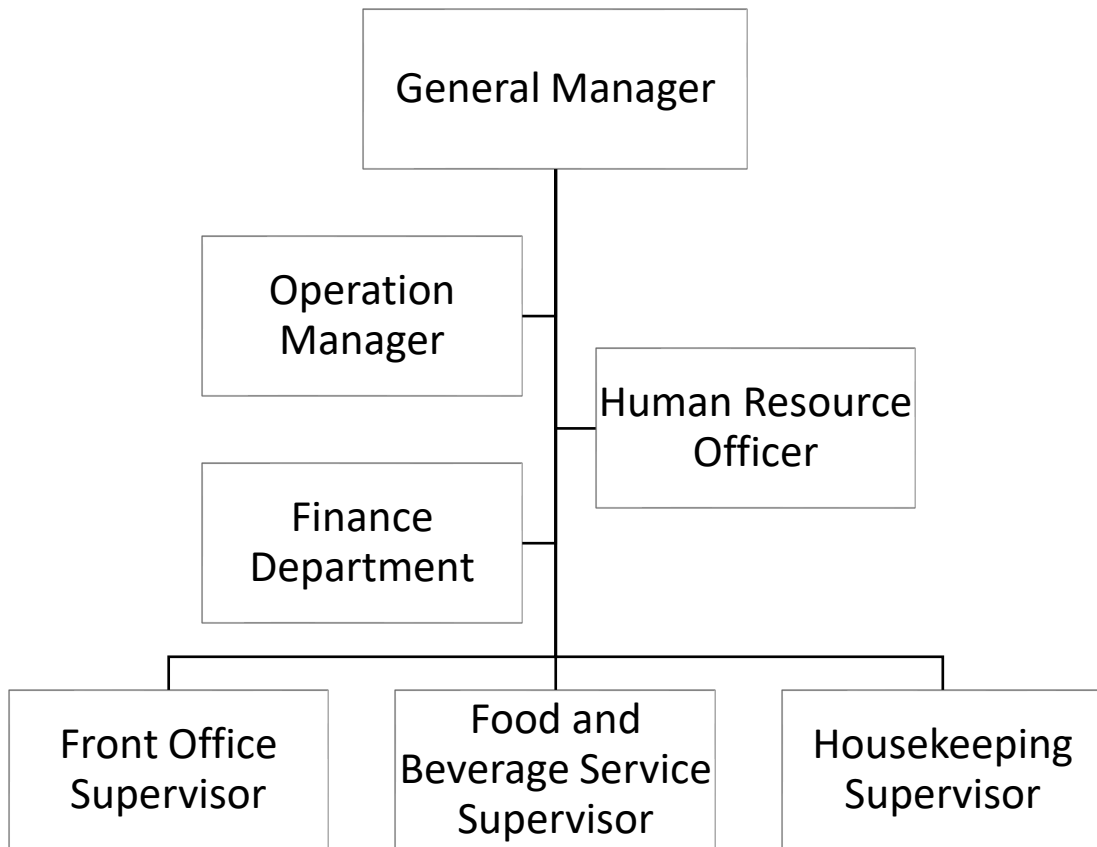 General Manager
Operation
Manager
Human Resource
Officer
Finance
Department
Front Office
Supervisor
Food and
Beverage Service
Supervisor
Housekeeping
Supervisor